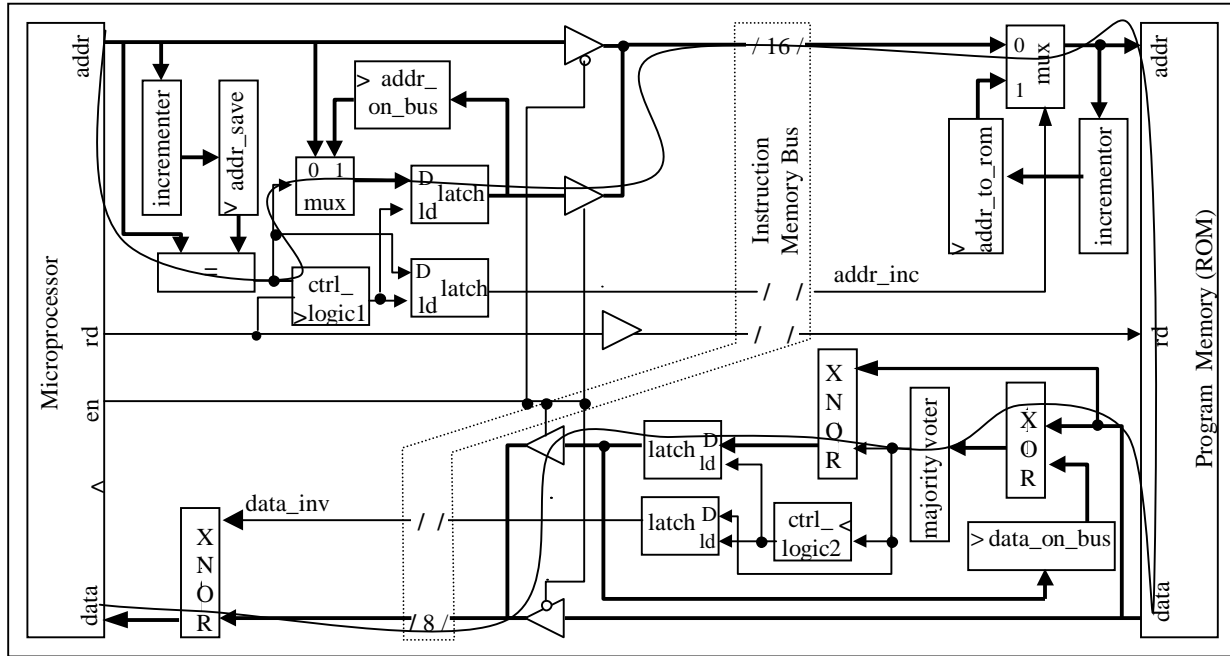 Microprocessor
addr
rd
en
<
data
incrementer
> addr_save
=
> addr_
on_bus
0 1
mux
D
latch
ld
ctrl_
>logic1
D
latch
ld
/ 16 /
Instruction
Memory Bus
addr_inc
/ /
/ /
0
1
mux
> addr_to_rom
incrementor
addr
rd
data
Program Memory (ROM)
XNOR
majority voter
XOR
D
latch
ld
D
latch
ld
ctrl_ <
logic2
> data_on_bus
data_inv
/ /
XNOR
/ 8 /